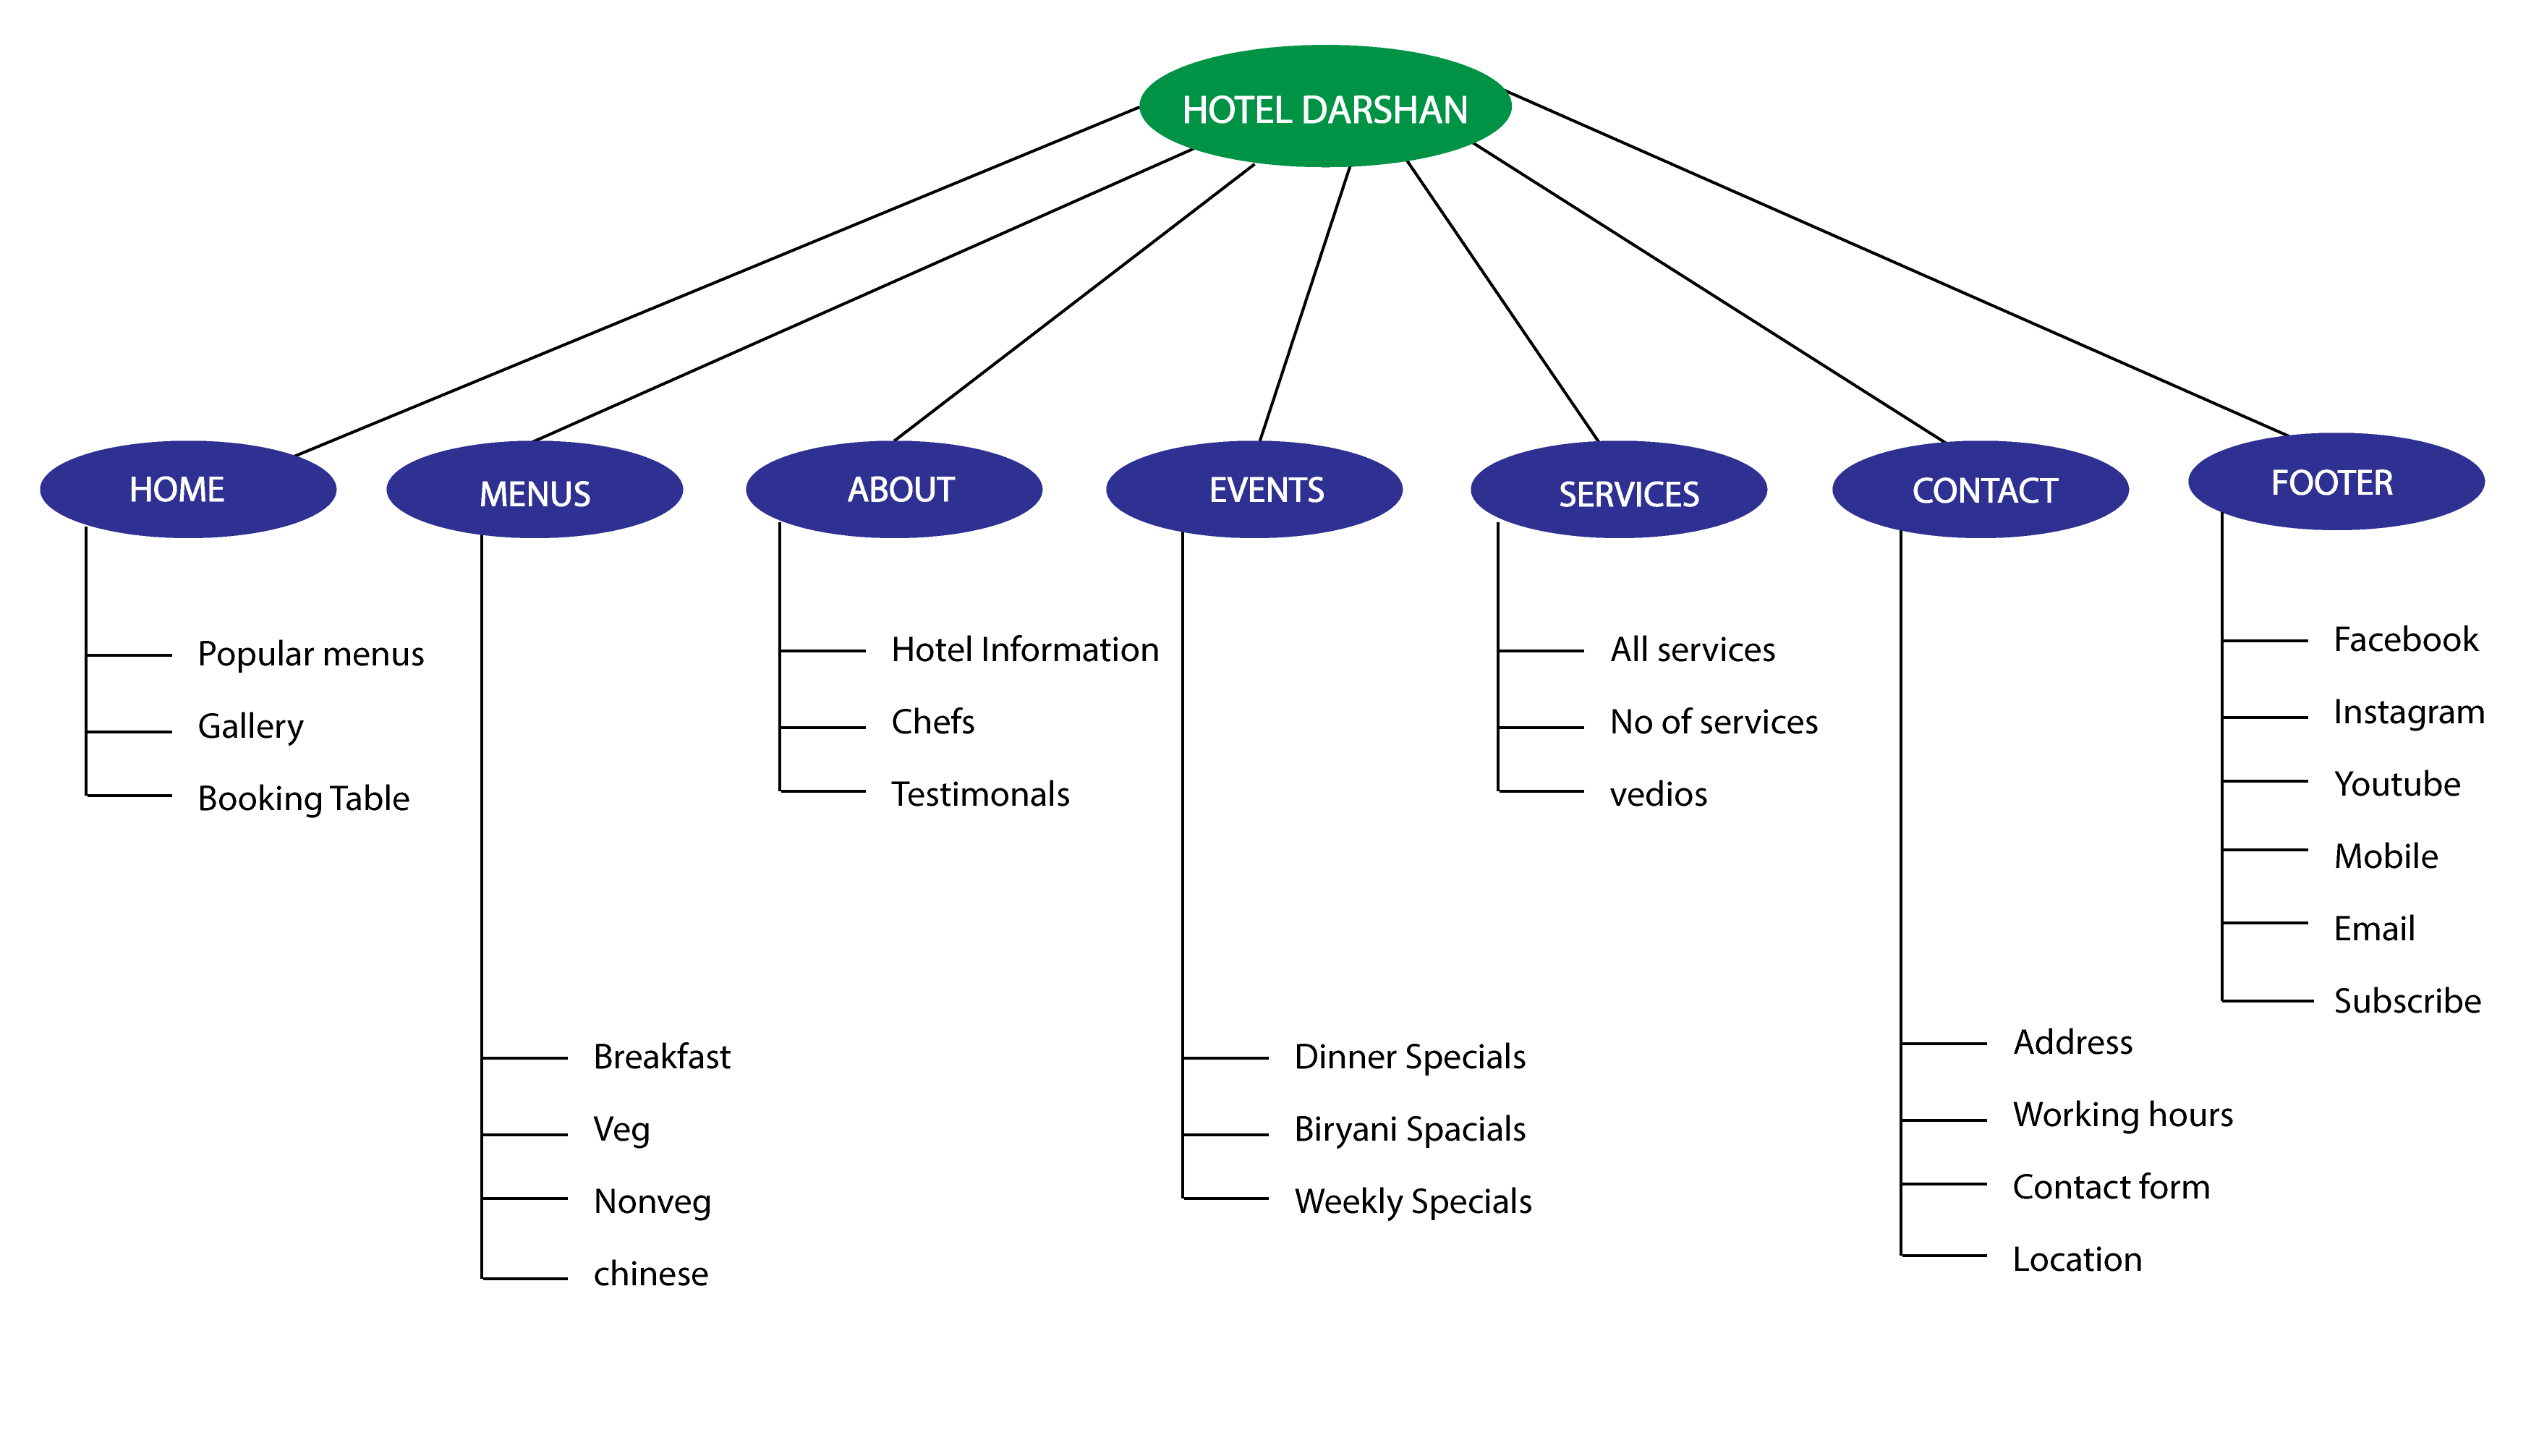 HOTEL DARSHAN
HOME
MENUS
ABOUT
EVENTS
SERVICES
CONTACT
FOOTER
Popular menus
Gallery
Booking Table
Breakfast
Veg
Nonveg
chinese
Hotel Information
Chefs
Testimonals
Dinner Specials
Biryani Spacials
Weekly Specials
All services
No of services
vedios
Address
Working hours
Contact form
Location
Facebook
Instagram
Youtube
Mobile
Email
Subscribe